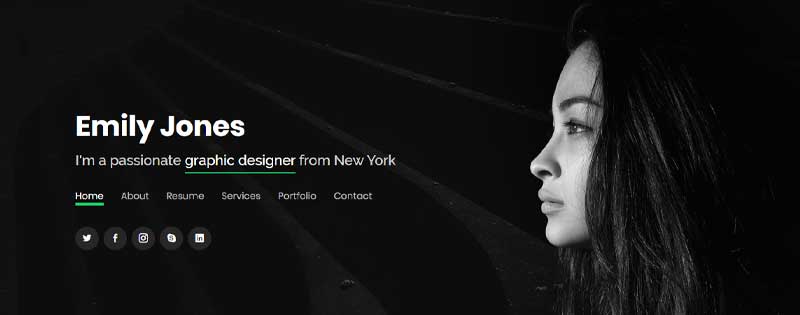 Emily Jones
I'm a passionate graphic designer from New York
Home About Resume Services Portfolio Contact